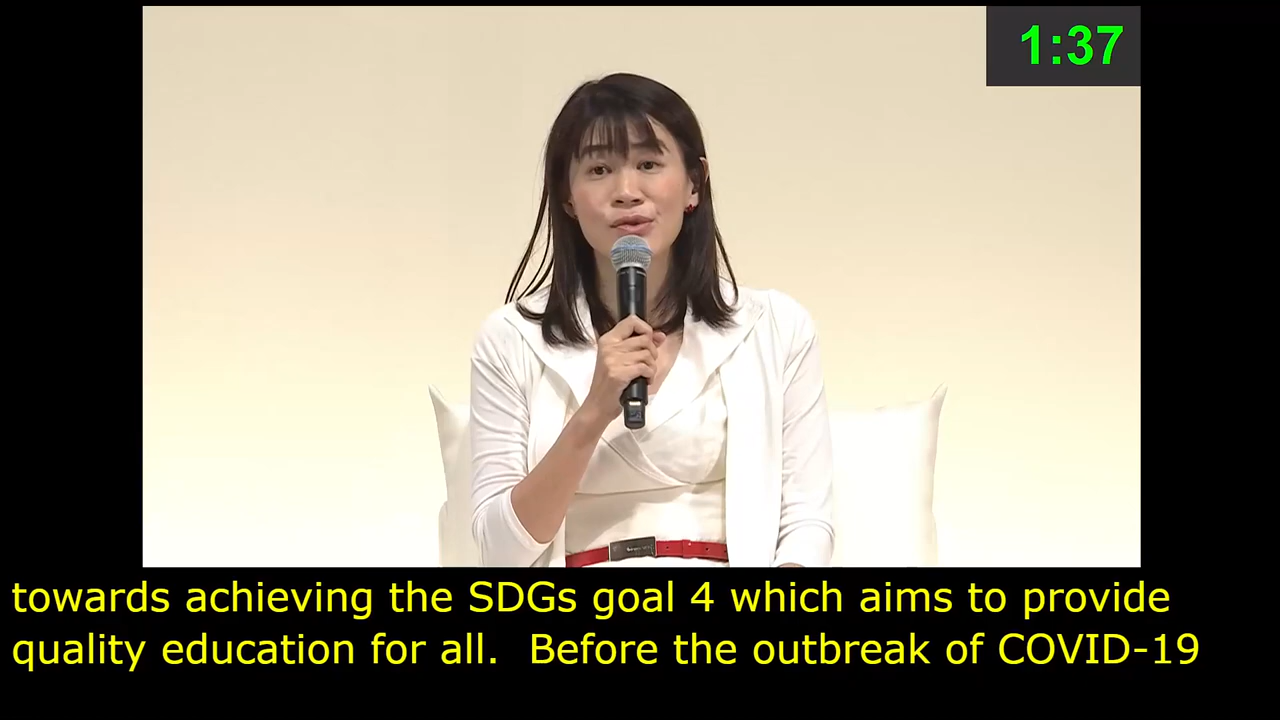 1:37
towards achieving the SDGs goal 4 which aims to provide
quality education for all.  Before the outbreak of COVID-19